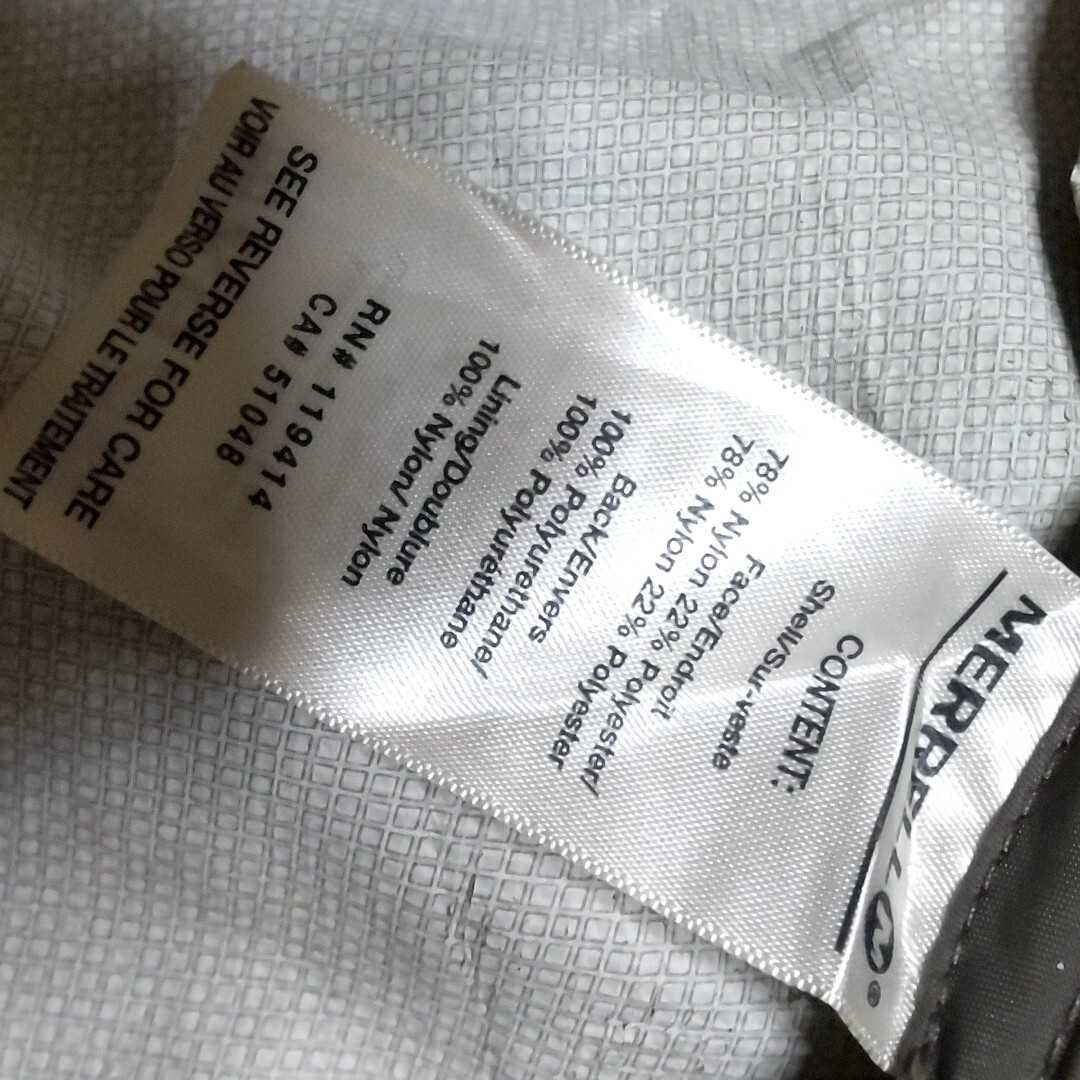 MERRELL
CONTENT:
Shell/Sur-veste
Face/Endroit
78% Nylon 22% Polyester/
78% Nylon 22% Polyester
Back/Envers
100% Polyurethane/
100% Polyuréthane
Lining/Doublure
100% Nylon/ Nylon
RN# 119414
CA# 51048
SEE REVERSE FOR CARE
VOIR AU VERSO POUR LE TRAITEMENT